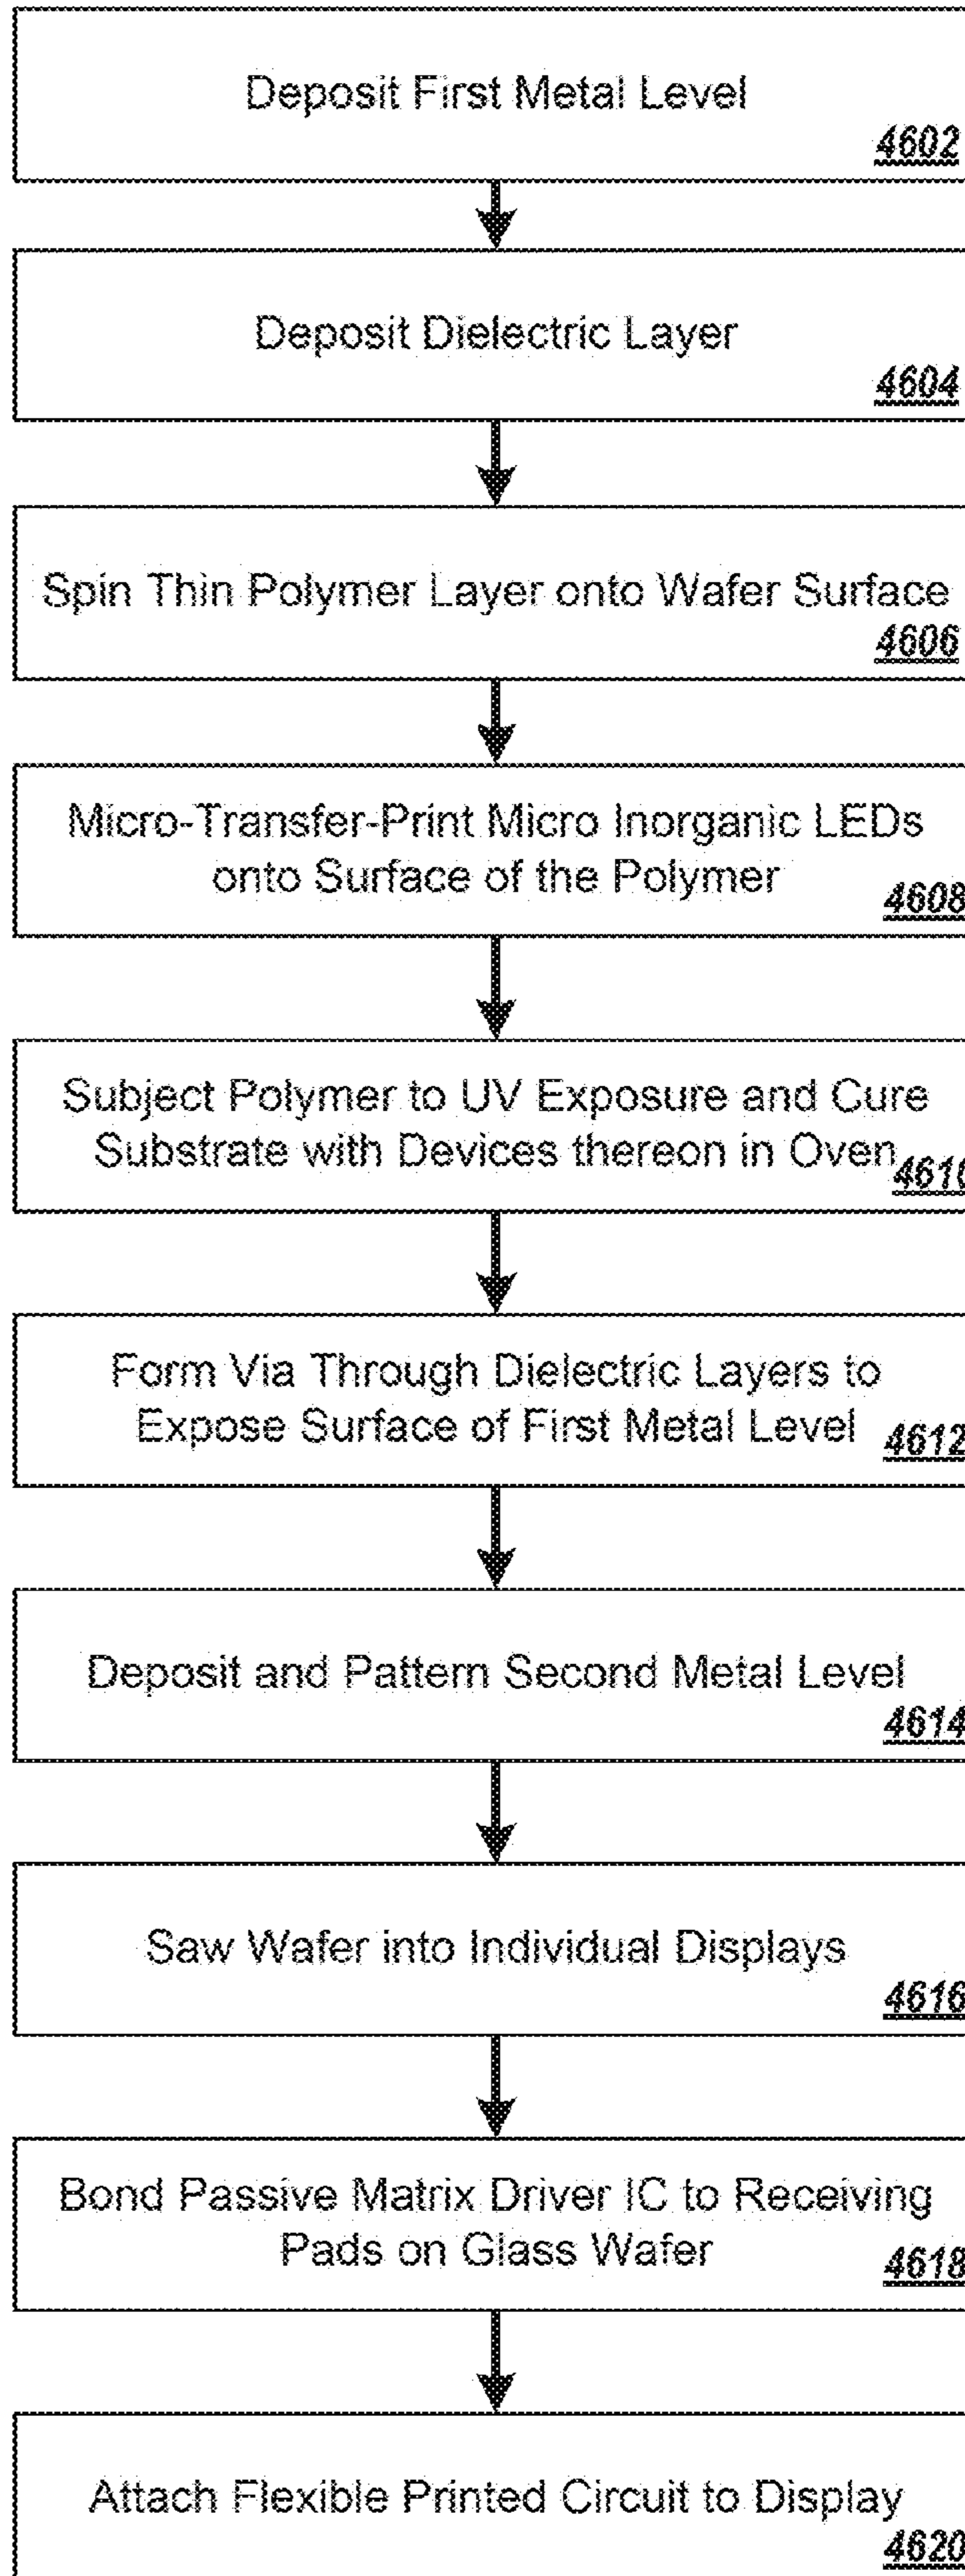 Deposit First Metal Level
4602
Deposit Dielectric Layer
4604
Spin Thin Polymer Layer onto Wafer Surface
4606
Micro-Transfer-Print Micro Inorganic LEDs
onto Surface of the Polymer
4608
Subject Polymer to UV Exposure and Cure
Substrate with Devices thereon in Oven
4610
Form Via Through Dielectric Layers to
Expose Surface of First Metal Level
4612
Deposit and Pattern Second Metal Level
4614
Saw Wafer into Individual Displays
4616
Bond Passive Matrix Driver IC to Receiving
Pads on Glass Wafer
4618
Attach Flexible Printed Circuit to Display
4620